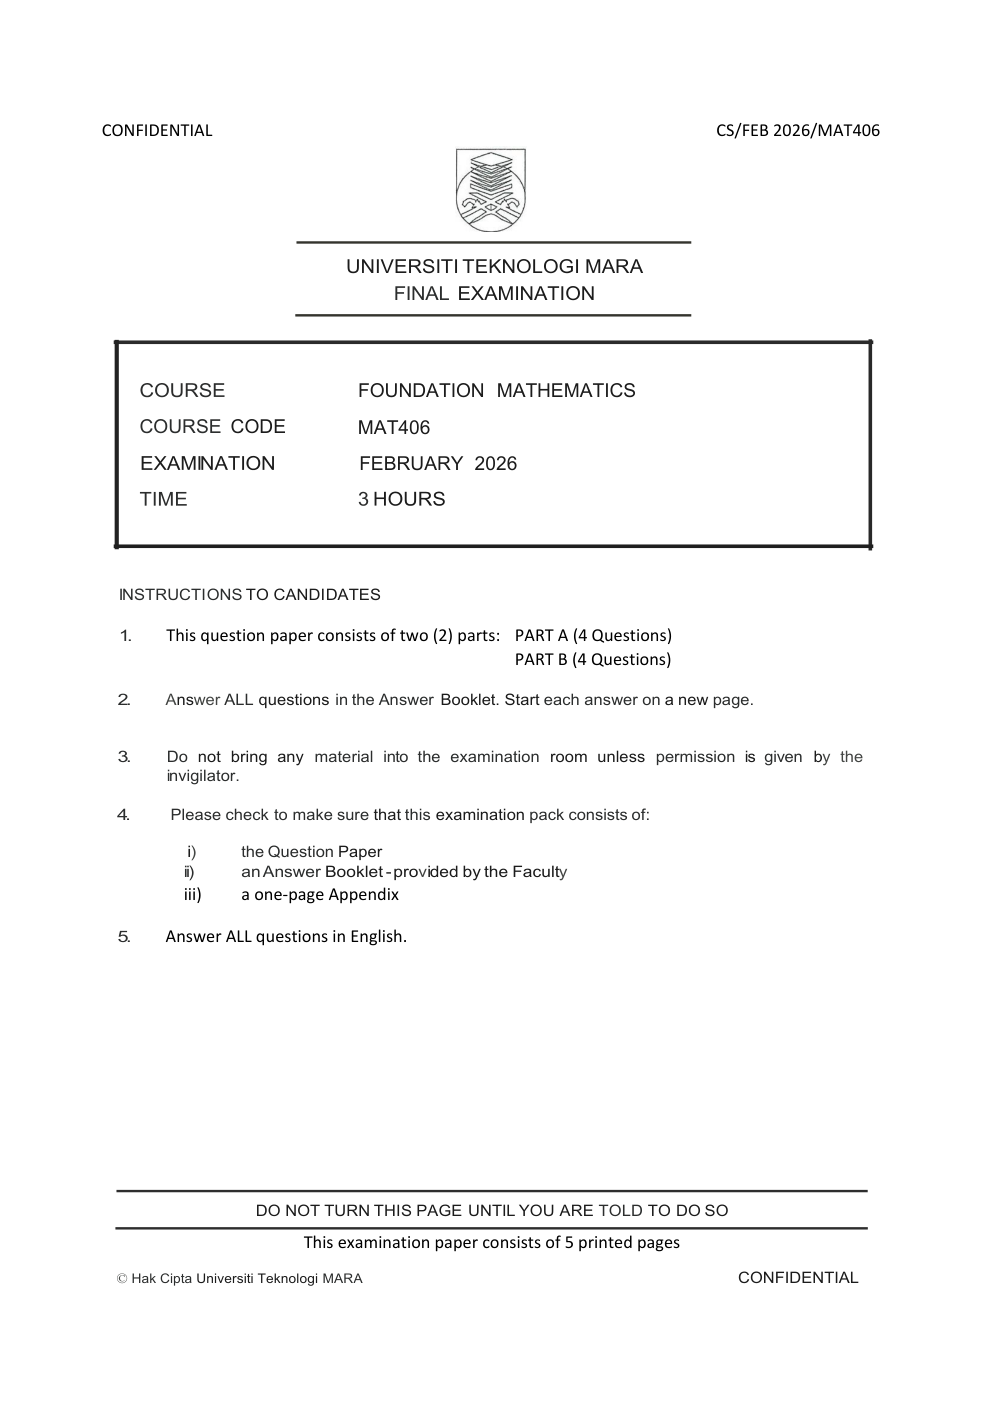 CONFIDENTIAL CS/FEB 2026/MAT406
UNIVERSITI TEKNOLOGI MARA
FINAL EXAMINATION
COURSE FOUNDATION MATHEMATICS
COURSE CODE MAT406
EXAMINATION FEBRUARY 2026
TIME 3 HOURS
INSTRUCTIONS TO CANDIDATES
1. This question paper consists of two (2) parts: PART A (4 Questions)
PART B (4 Questions)
2. Answer ALL questions in the Answer Booklet. Start each answer on a new page.
3. Do not bring any material into the examination room unless permission is given by the
invigilator.
4. Please check to make sure that this examination pack consists of:
i) the Question Paper
ii) an Answer Booklet - provided by the Faculty
iii) a one-page Appendix
5. Answer ALL questions in English.
DO NOT TURN THIS PAGE UNTIL YOU ARE TOLD TO DO SO
This examination paper consists of 5 printed pages
© Hak Cipta Universiti Teknologi MARA CONFIDENTIAL